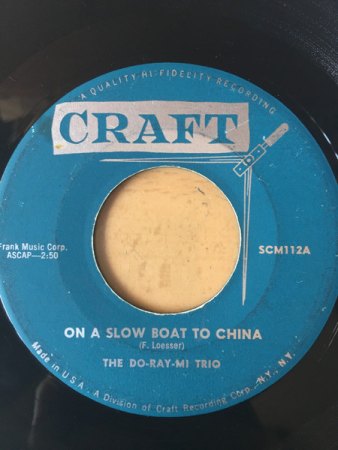 A QUALITY HI-FIDELITY RECORDING
CRAFT
Frank Music Corp.
ASCAP—2:50
SCM112A
ON A SLOW BOAT TO CHINA
(F. Loesser)
THE DO-RAY-MI TRIO
Made in U.S.A. A Division of Craft Recording Corp. N.Y., N.Y.